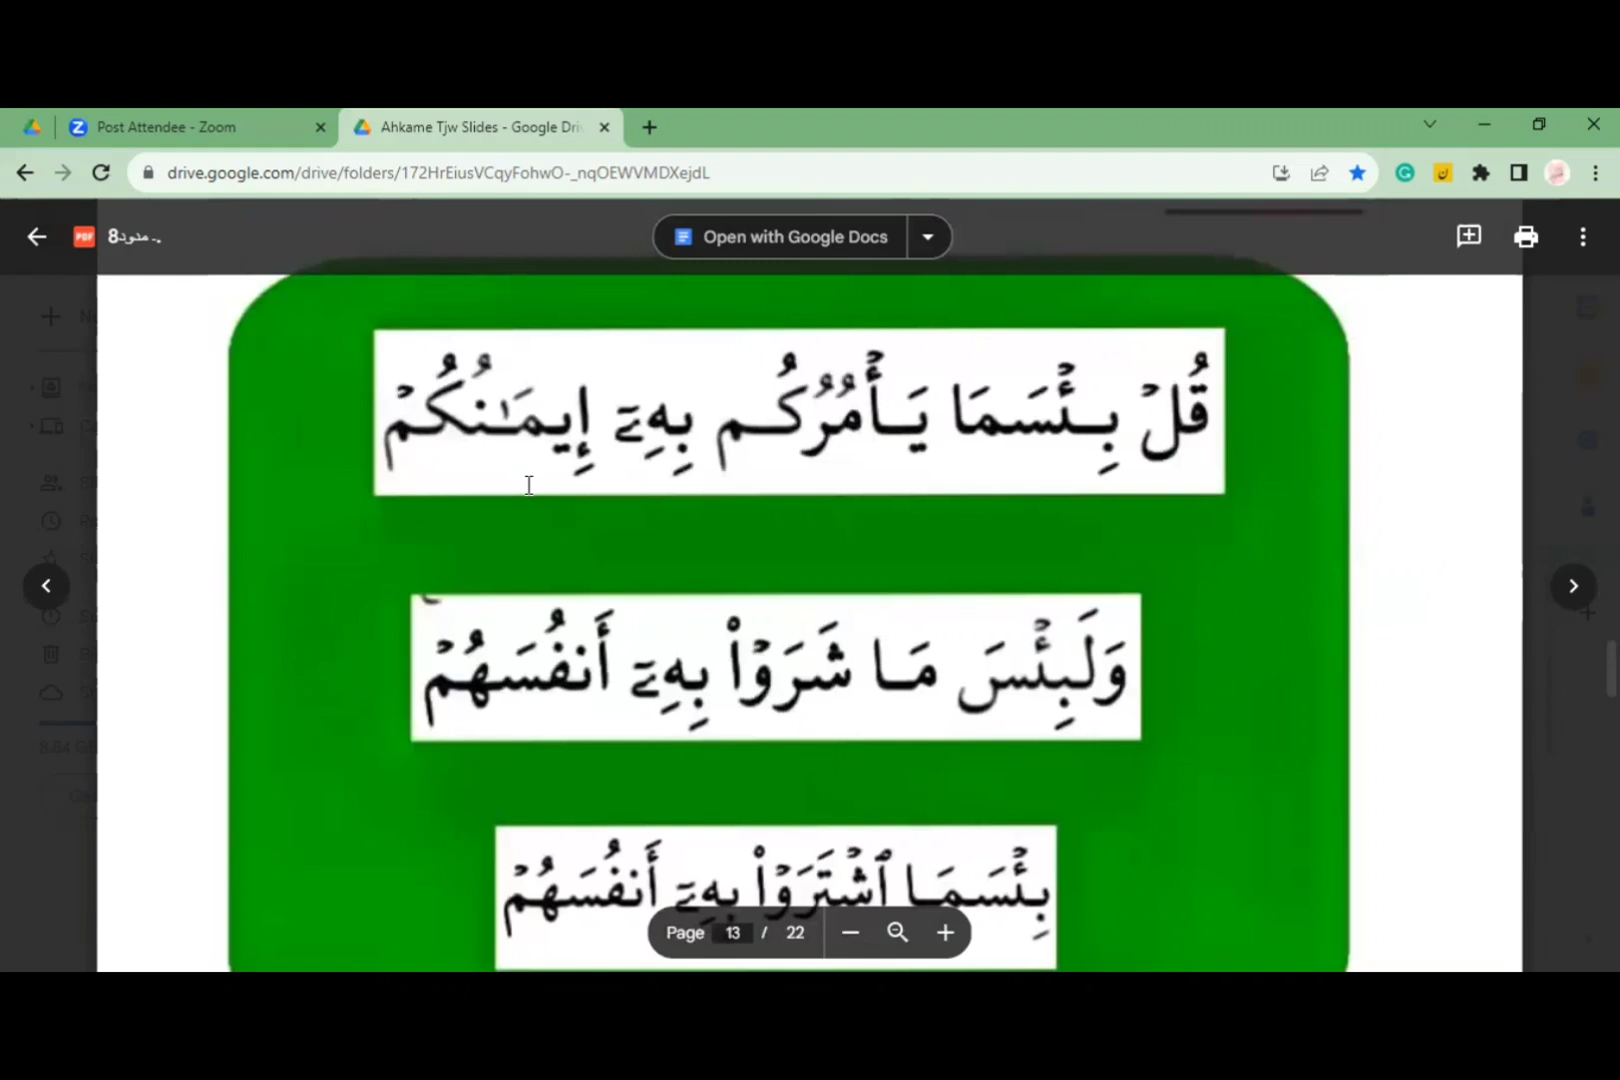 Post Attendee - Zoom
Ahkame Tjw Slides - Google Dri
drive.google.com/drive/folders/172HrEiusVCqyFohwO-_nqOEWVMDXejdL
PDF
Open with Google Docs
قُلۡ بِئۡسَمَا يَأۡمُرُكُم بِهِۦٓ إِيمَٰنُكُمۡ
وَلَبِئۡسَ مَا شَرَوۡاْ بِهِۦٓ أَنفُسَهُمۡ
بِئۡسَمَا ٱشۡتَرَوۡاْ بِهِۦٓ أَنفُسَهُمۡ
Page 13 / 22